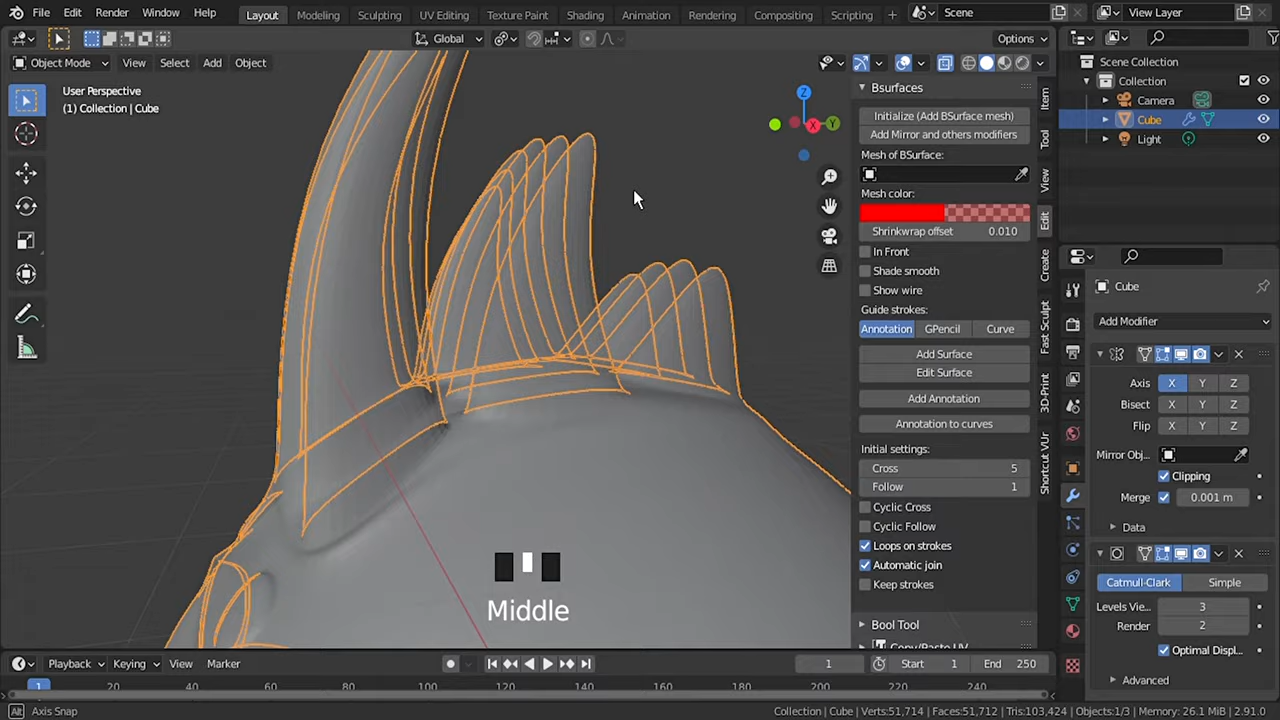 File Edit Render Window Help Layout Modeling Sculpting UV Editing Texture Paint Shading Animation Rendering Compositing Scripting + Scene View Layer
Global Options
Object Mode View Select Add Object
User Perspective
(1) Collection | Cube
Z
X
Y
Bsurfaces
Initialize (Add BSurface mesh)
Add Mirror and others modifiers
Mesh of BSurface:
Mesh color:
Shrinkwrap offset 0.010
In Front
Shade smooth
Show wire
Guide strokes:
Annotation GPencil Curve
Add Surface
Edit Surface
Add Annotation
Annotation to curves
Initial settings:
Cross 5
Follow 1
Cyclic Cross
Cyclic Follow
Loops on strokes
Automatic join
Keep strokes
Bool Tool
Copy/Paste UV
Item
Tool
View
Edit
Create
Fast Sculpt
3D-Print
Shortcut VUr
Scene Collection
Collection
Camera
Cube
Light
Cube
Add Modifier
Axis X Y Z
Bisect X Y Z
Flip X Y Z
Mirror Obj...
Clipping
Merge 0.001 m
Data
Catmull-Clark Simple
Levels Vie... 3
Render 2
Optimal Displ...
Advanced
Middle
Playback Keying View Marker 1 Start 1 End 250
1 20 40 60 80 100 120 140 160 180 200 220 240
Alt Axis Snap Collection | Cube | Verts:51,714 | Faces:51,712 | Tris:103,424 | Objects:1/3 | Memory: 26.1 MiB | 2.91.0